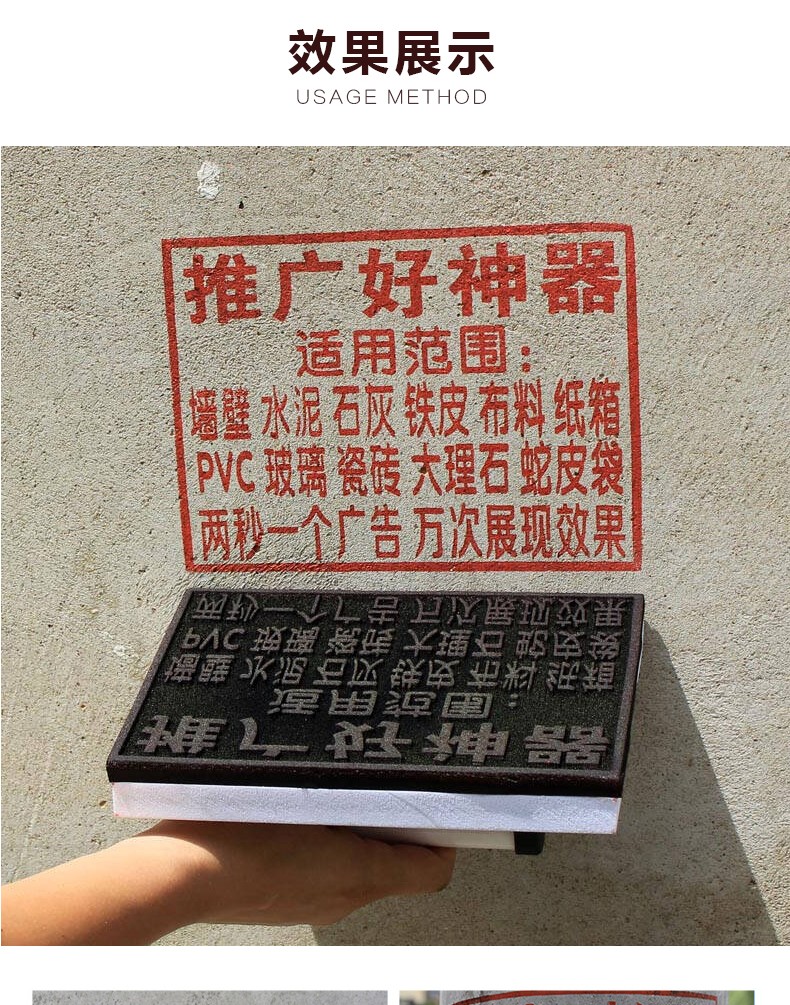 效果展示
USAGE METHOD
推广好神器
适用范围：
墙壁 水泥 石灰 铁皮 布料 纸箱
PVC 玻璃 瓷砖 大理石 蛇皮袋
两秒一个广告 万次展现效果